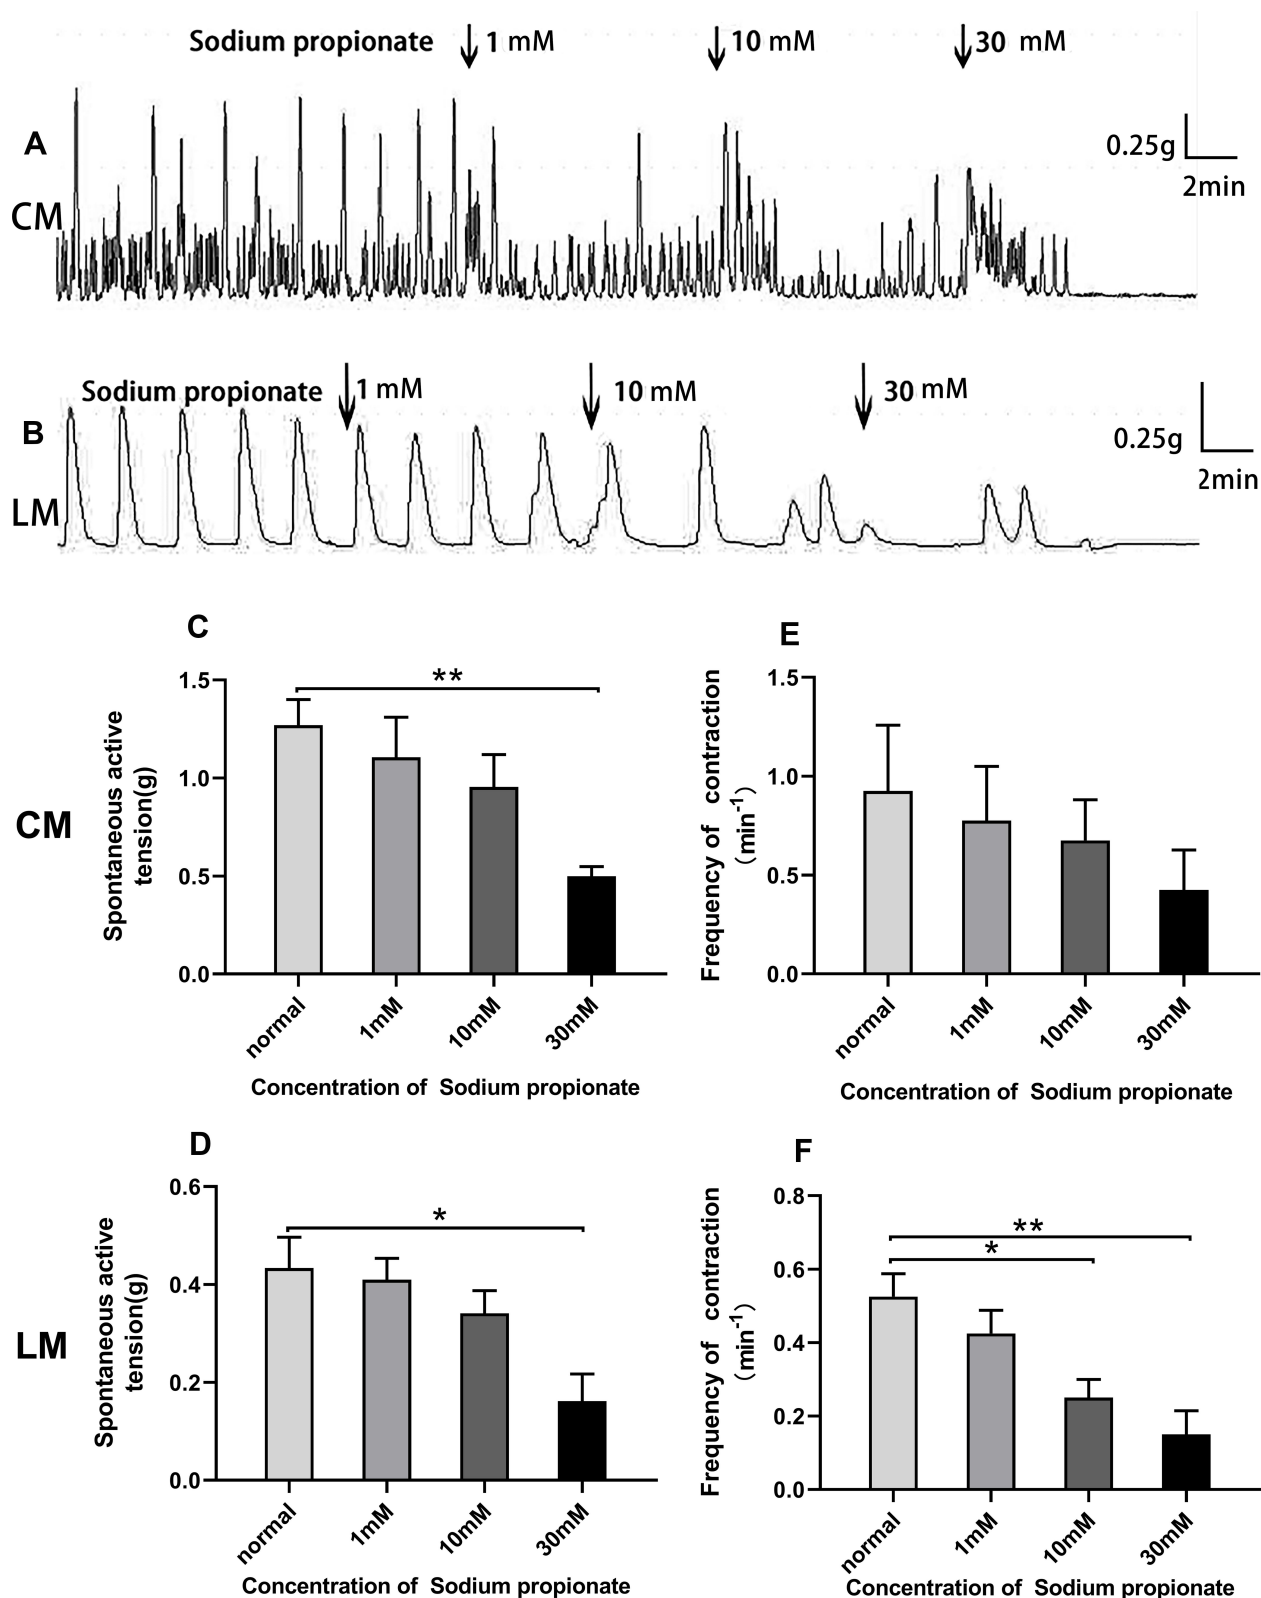 Sodium propionate 1 mM 10 mM 30 mM
A
0.25g
2min
CM
Sodium propionate 1 mM 10 mM 30 mM
B
0.25g
2min
LM
C
**
1.5
1.0
0.5
0.0
Spontaneous active
tension(g)
CM
normal 1mM 10mM 30mM
Concentration of Sodium propionate
E
1.5
1.0
0.5
0.0
Frequency of contraction
(min-1)
normal 1mM 10mM 30mM
Concentration of Sodium propionate
D
*
0.6
0.4
0.2
0.0
Spontaneous active
tension(g)
LM
normal 1mM 10mM 30mM
Concentration of Sodium propionate
F
**
*
0.8
0.6
0.4
0.2
0.0
Frequency of contraction
(min-1)
normal 1mM 10mM 30mM
Concentration of Sodium propionate